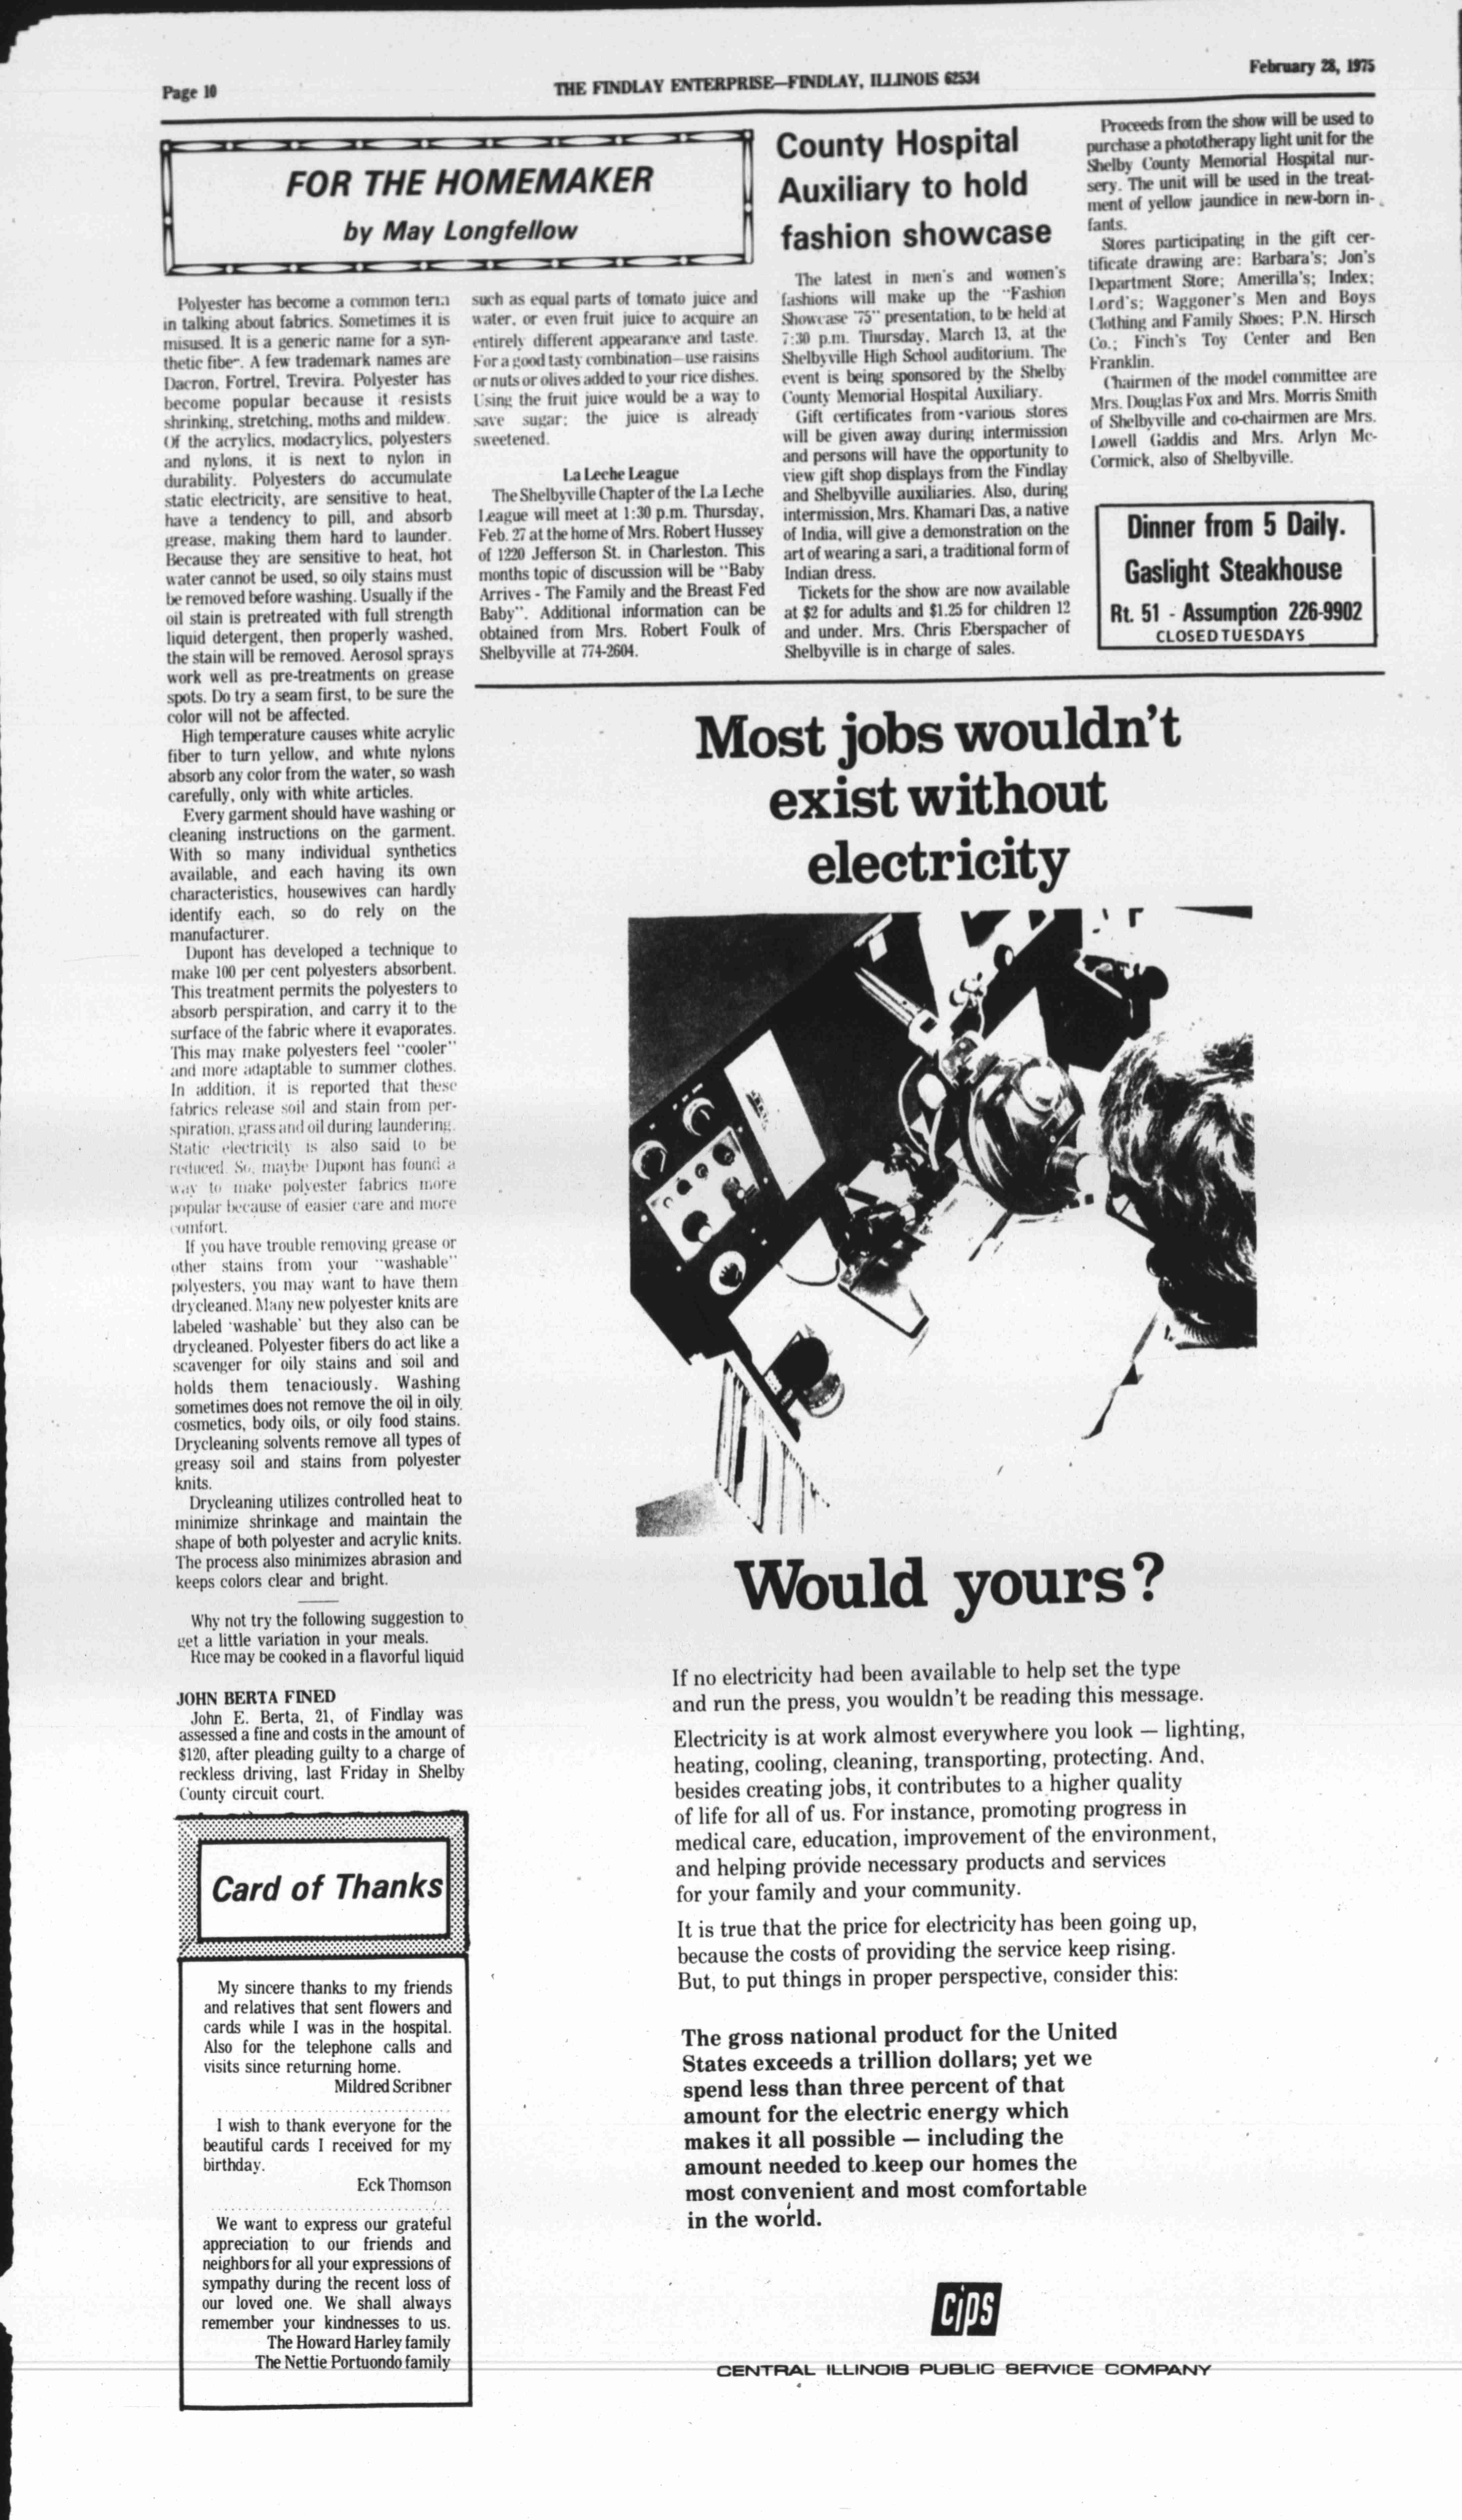 Page 10
THE FINDLAY ENTERPRISE—FINDLAY, ILLINOIS 62534
February 28, 1975
FOR THE HOMEMAKER
by May Longfellow
Polyester has become a common term
in talking about fabrics. Sometimes it is
misused. It is a generic name for a syn-
thetic fiber. A few trademark names are
Dacron, Fortrel, Trevira. Polyester has
become popular because it resists
shrinking, stretching, moths and mildew.
Of the acrylics, modacrylics, polyesters
and nylons, it is next to nylon in
durability. Polyesters do accumulate
static electricity, are sensitive to heat,
have a tendency to pill, and absorb
grease, making them hard to launder.
Because they are sensitive to heat, hot
water cannot be used, so oily stains must
be removed before washing. Usually if the
oil stain is pretreated with full strength
liquid detergent, then properly washed,
the stain will be removed. Aerosol sprays
work well as pre-treatments on grease
spots. Do try a seam first, to be sure the
color will not be affected.
High temperature causes white acrylic
fiber to turn yellow, and white nylons
absorb any color from the water, so wash
carefully, only with white articles.
Every garment should have washing or
cleaning instructions on the garment.
With so many individual synthetics
available, and each having its own
characteristics, housewives can hardly
identify each, so do rely on the
manufacturer.
Dupont has developed a technique to
make 100 per cent polyesters absorbent.
This treatment permits the polyesters to
absorb perspiration, and carry it to the
surface of the fabric where it evaporates.
This may make polyesters feel "cooler"
and more adaptable to summer clothes.
In addition, it is reported that these
fabrics release soil and stain from per-
spiration, grass and oil during laundering.
Static electricity is also said to be
reduced. So, maybe Dupont has found a
way to make polyester fabrics more
popular because of easier care and more
comfort.
If you have trouble removing grease or
other stains from your "washable"
polyesters, you may want to have them
drycleaned. Many new polyester knits are
labeled 'washable' but they also can be
drycleaned. Polyester fibers do act like a
scavenger for oily stains and soil and
holds them tenaciously. Washing
sometimes does not remove the oil in oily
cosmetics, body oils, or oily food stains.
Drycleaning solvents remove all types of
greasy soil and stains from polyester
knits.
Drycleaning utilizes controlled heat to
minimize shrinkage and maintain the
shape of both polyester and acrylic knits.
The process also minimizes abrasion and
keeps colors clear and bright.
Why not try the following suggestion to
get a little variation in your meals.
Rice may be cooked in a flavorful liquid
such as equal parts of tomato juice and
water, or even fruit juice to acquire an
entirely different appearance and taste.
For a good tasty combination—use raisins
or nuts or olives added to your rice dishes.
Using the fruit juice would be a way to
save sugar; the juice is already
sweetened.
La Leche League
The Shelbyville Chapter of the La Leche
League will meet at 1:30 p.m. Thursday,
Feb. 27 at the home of Mrs. Robert Hussey
of 1220 Jefferson St. in Charleston. This
months topic of discussion will be "Baby
Arrives - The Family and the Breast Fed
Baby". Additional information can be
obtained from Mrs. Robert Foulk of
Shelbyville at 774-2604.
County Hospital
Auxiliary to hold
fashion showcase
The latest in men's and women's
fashions will make up the "Fashion
Showcase '75" presentation, to be held at
7:30 p.m. Thursday, March 13, at the
Shelbyville High School auditorium. The
event is being sponsored by the Shelby
County Memorial Hospital Auxiliary.
Gift certificates from various stores
will be given away during intermission
and persons will have the opportunity to
view gift shop displays from the Findlay
and Shelbyville auxiliaries. Also, during
intermission, Mrs. Khamari Das, a native
of India, will give a demonstration on the
art of wearing a sari, a traditional form of
Indian dress.
Tickets for the show are now available
at $2 for adults and $1.25 for children 12
and under. Mrs. Chris Eberspacher of
Shelbyville is in charge of sales.
Proceeds from the show will be used to
purchase a phototherapy light unit for the
Shelby County Memorial Hospital nur-
sery. The unit will be used in the treat-
ment of yellow jaundice in new-born in-
fants.
Stores participating in the gift cer-
tificate drawing are: Barbara's; Jon's
Department Store; Amerilla's; Index;
Lord's; Waggoner's Men and Boys
Clothing and Family Shoes; P.N. Hirsch
Co.; Finch's Toy Center and Ben
Franklin.
Chairmen of the model committee are
Mrs. Douglas Fox and Mrs. Morris Smith
of Shelbyville and co-chairmen are Mrs.
Lowell Gaddis and Mrs. Arlyn Mc-
Cormick, also of Shelbyville.
Dinner from 5 Daily.
Gaslight Steakhouse
Rt. 51 - Assumption 226-9902
CLOSED TUESDAYS
JOHN BERTA FINED
John E. Berta, 21, of Findlay was
assessed a fine and costs in the amount of
$120, after pleading guilty to a charge of
reckless driving, last Friday in Shelby
County circuit court.
Card of Thanks
My sincere thanks to my friends
and relatives that sent flowers and
cards while I was in the hospital.
Also for the telephone calls and
visits since returning home.
Mildred Scribner
I wish to thank everyone for the
beautiful cards I received for my
birthday.
Eck Thomson
We want to express our grateful
appreciation to our friends and
neighbors for all your expressions of
sympathy during the recent loss of
our loved one. We shall always
remember your kindnesses to us.
The Howard Harley family
The Nettie Portuondo family
Most jobs wouldn't
exist without
electricity
Would yours?
If no electricity had been available to help set the type
and run the press, you wouldn't be reading this message.
Electricity is at work almost everywhere you look — lighting,
heating, cooling, cleaning, transporting, protecting. And,
besides creating jobs, it contributes to a higher quality
of life for all of us. For instance, promoting progress in
medical care, education, improvement of the environment,
and helping provide necessary products and services
for your family and your community.
It is true that the price for electricity has been going up,
because the costs of providing the service keep rising.
But, to put things in proper perspective, consider this:
The gross national product for the United
States exceeds a trillion dollars; yet we
spend less than three percent of that
amount for the electric energy which
makes it all possible — including the
amount needed to keep our homes the
most convenient and most comfortable
in the world.
CIPS
CENTRAL ILLINOIS PUBLIC SERVICE COMPANY